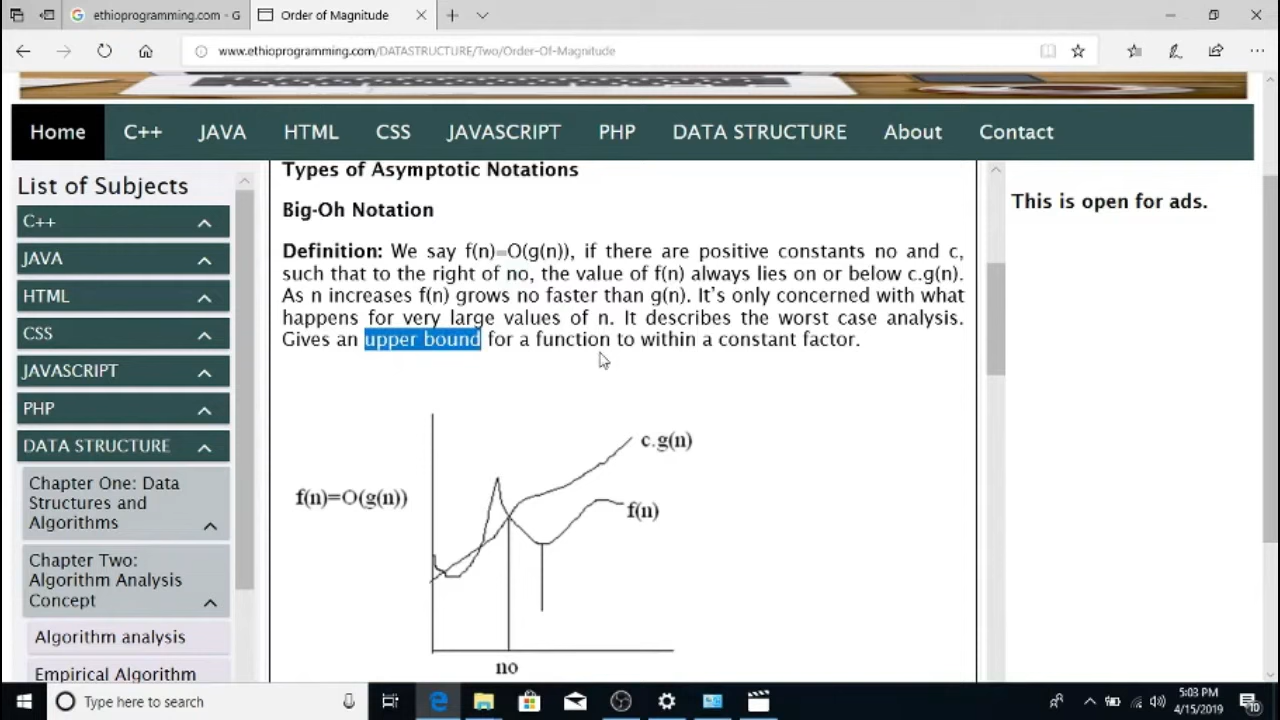 ethioprogramming.com - G
Order of Magnitude
www.ethioprogramming.com/DATASTRUCTURE/Two/Order-Of-Magnitude
Home C++ JAVA HTML CSS JAVASCRIPT PHP DATA STRUCTURE About Contact
List of Subjects
C++
JAVA
HTML
CSS
JAVASCRIPT
PHP
DATA STRUCTURE
Chapter One: Data
Structures and
Algorithms
Chapter Two:
Algorithm Analysis
Concept
Algorithm analysis
Empirical Algorithm
Types of Asymptotic Notations
Big-Oh Notation
Definition: We say f(n)=O(g(n)), if there are positive constants no and c,
such that to the right of no, the value of f(n) always lies on or below c.g(n).
As n increases f(n) grows no faster than g(n). It's only concerned with what
happens for very large values of n. It describes the worst case analysis.
Gives an upper bound for a function to within a constant factor.
c.g(n)
f(n)=O(g(n))
f(n)
no
This is open for ads.
Type here to search
5:03 PM
4/15/2019
10